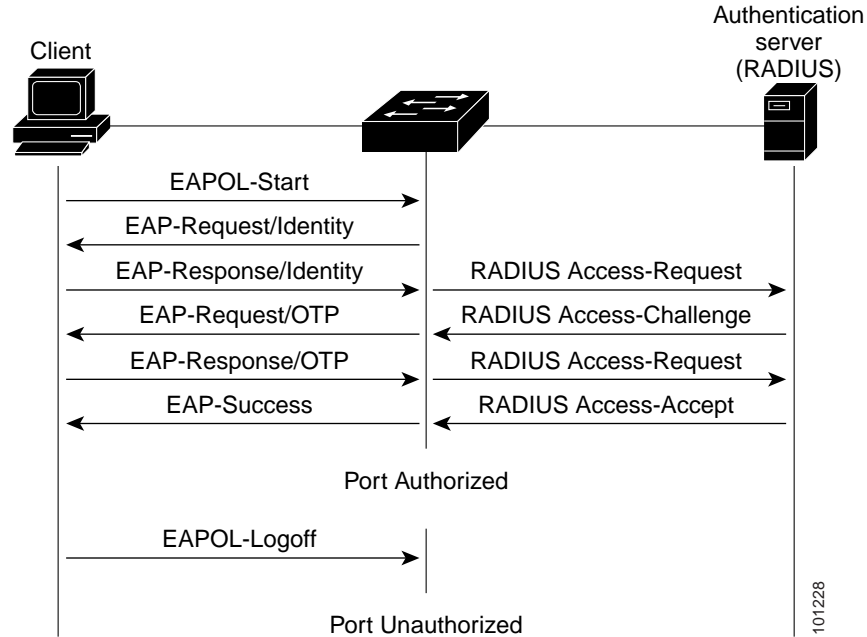 Client
Authentication
server
(RADIUS)
EAPOL-Start
EAP-Request/Identity
EAP-Response/Identity
RADIUS Access-Request
EAP-Request/OTP
RADIUS Access-Challenge
EAP-Response/OTP
RADIUS Access-Request
EAP-Success
RADIUS Access-Accept
Port Authorized
EAPOL-Logoff
Port Unauthorized
101228